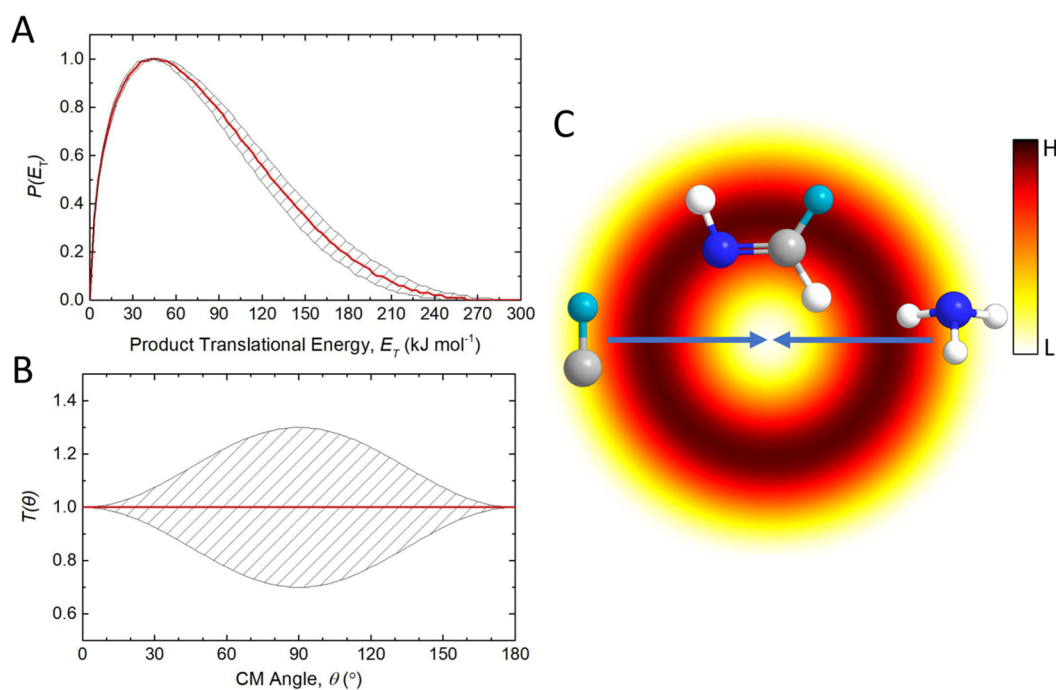 A
P(E_T)
1.0
0.8
0.6
0.4
0.2
0.0
0 30 60 90 120 150 180 210 240 270 300
Product Translational Energy, E_T (kJ mol⁻¹)
B
T(θ)
1.4
1.2
1.0
0.8
0.6
0 30 60 90 120 150 180
CM Angle, θ (°)
C
H
L